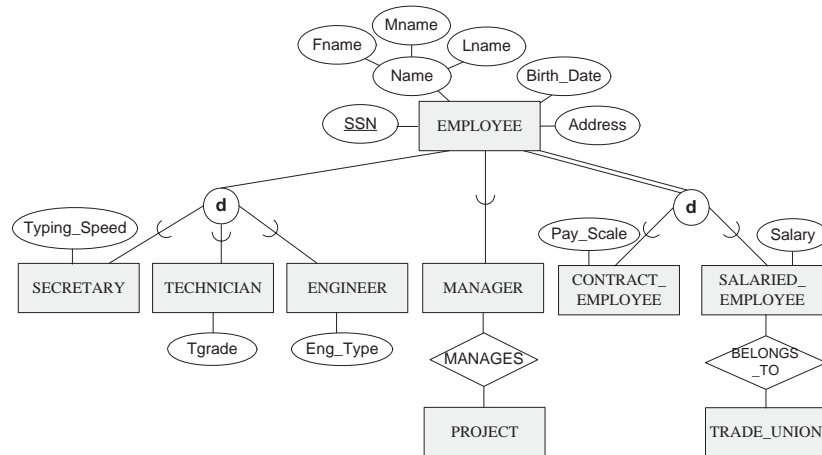 Mname
Fname
Lname
Name
Birth_Date
SSN
EMPLOYEE
Address
d
d
Typing_Speed
Pay_Scale
Salary
SECRETARY
TECHNICIAN
ENGINEER
MANAGER
CONTRACT_
EMPLOYEE
SALARIED_
EMPLOYEE
Tgrade
Eng_Type
MANAGES
BELONGS
_TO
PROJECT
TRADE_UNION